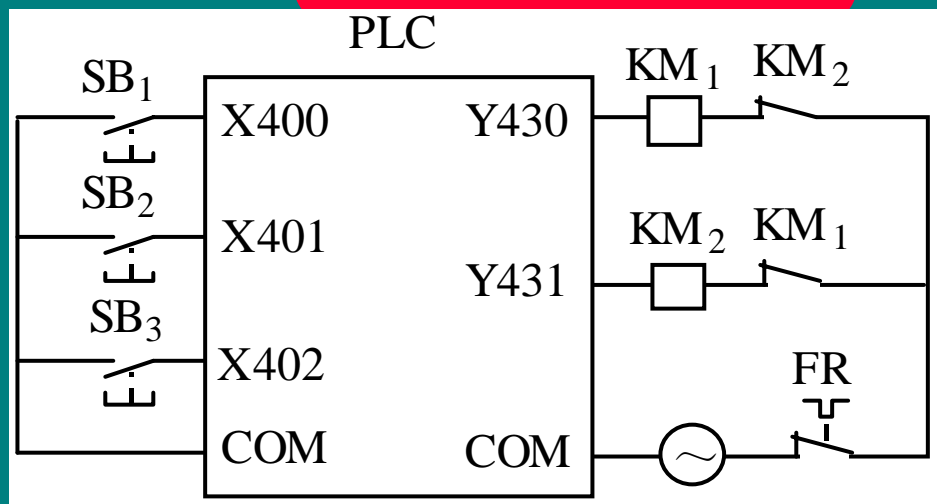 PLC
SB1
X400
Y430
KM1
KM2
SB2
X401
Y431
KM2
KM1
SB3
X402
FR
COM
COM